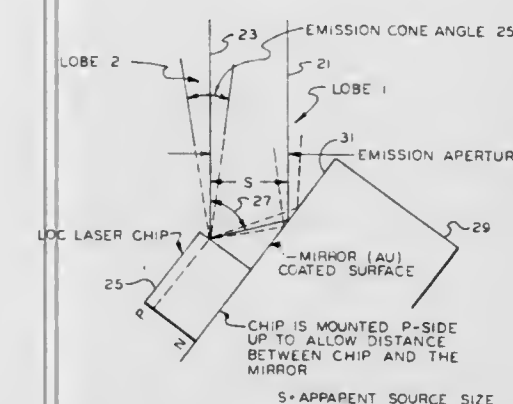 23
EMISSION CONE ANGLE 25
LOBE 2
21
LOBE 1
31
EMISSION APERTUR
S
27
29
LOC LASER CHIP
MIRROR (AU)
COATED SURFACE
25
P
N
CHIP IS MOUNTED P-SIDE
UP TO ALLOW DISTANCE
BETWEEN CHIP AND THE
MIRROR
S=APPARENT SOURCE SIZE